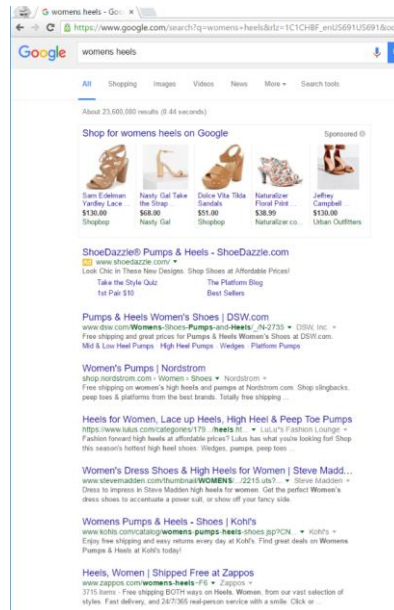 womens heels - Goo
https://www.google.com/search?q=womens+heels&rlz=1C1CHBF_enUS691US691&
Google
womens heels
All Shopping Images Videos News More Search tools
About 23,600,000 results (0.44 seconds)
Shop for womens heels on Google Sponsored
Sam Edelman Yardley Lace ...
$130.00
Shopbop
Nasty Gal Take the Strap ...
$68.00
Nasty Gal
Dolce Vita Tilda Sandals
$51.00
Shopbop
Naturalizer Floral Print ...
$38.99
Naturalizer.co...
Jeffrey Campbell ...
$130.00
Urban Outfitters
ShoeDazzle® Pumps & Heels - ShoeDazzle.com
Ad www.shoedazzle.com/
Look Chic in These New Designs. Shop Shoes at Affordable Prices!
Take the Style Quiz The Platform Blog
1st Pair $10 Best Sellers
Pumps & Heels Women's Shoes | DSW.com
www.dsw.com/Womens-Shoes-Pumps-and-Heels/_/N-2735 DSW, Inc.
Free shipping and great prices for Pumps & Heels Women's Shoes at DSW.com.
Mid & Low Heel Pumps · High Heel Pumps · Wedges · Platform Pumps
Women's Pumps | Nordstrom
shop.nordstrom.com › Women › Shoes Nordstrom
Free shipping on women's high heels and pumps at Nordstrom.com. Shop slingbacks,
peep toes & platforms from the best brands. Totally free shipping ...
Heels for Women, Lace up Heels, High Heel & Peep Toe Pumps
https://www.lulus.com/categories/179.../heels.ht... LuLu*s Fashion Lounge
Fashion forward high heels at affordable prices? Lulus has what you're looking for! Shop
this season's hottest high heel shoes. Wedges, pumps, peep toes ...
Women's Dress Shoes & High Heels for Women | Steve Madd...
www.stevemadden.com/thumbnail/WOMENS/.../2215.uts?... Steve Madden
Dress to impress in Steve Madden high heels for women. Get the perfect Women's
dress shoes to accentuate a power suit, or show off your fancy side.
Womens Pumps & Heels - Shoes | Kohl's
www.kohls.com/catalog/womens-pumps-heels-shoes.jsp?CN... Kohl's
Enjoy free shipping and easy returns every day at Kohl's. Find great deals on Womens
Pumps & Heels at Kohl's today!
Heels, Women | Shipped Free at Zappos
www.zappos.com/womens-heels~F6 Zappos
3715 items - Free shipping BOTH ways on Heels, Women, from our vast selection of
styles. Fast delivery, and 24/7/365 real-person service with a smile. Click or ...